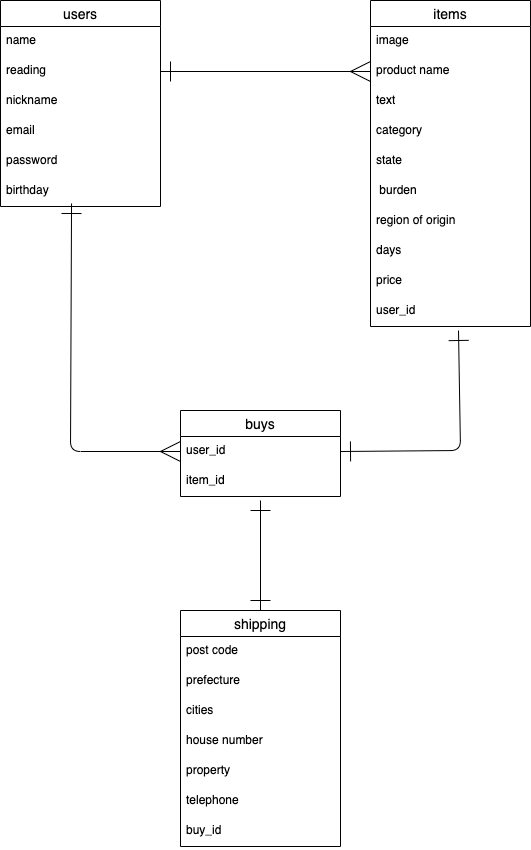 users
name
reading
nickname
email
password
birthday
items
image
product name
text
category
state
burden
region of origin
days
price
user_id
buys
user_id
item_id
shipping
post code
prefecture
cities
house number
property
telephone
buy_id